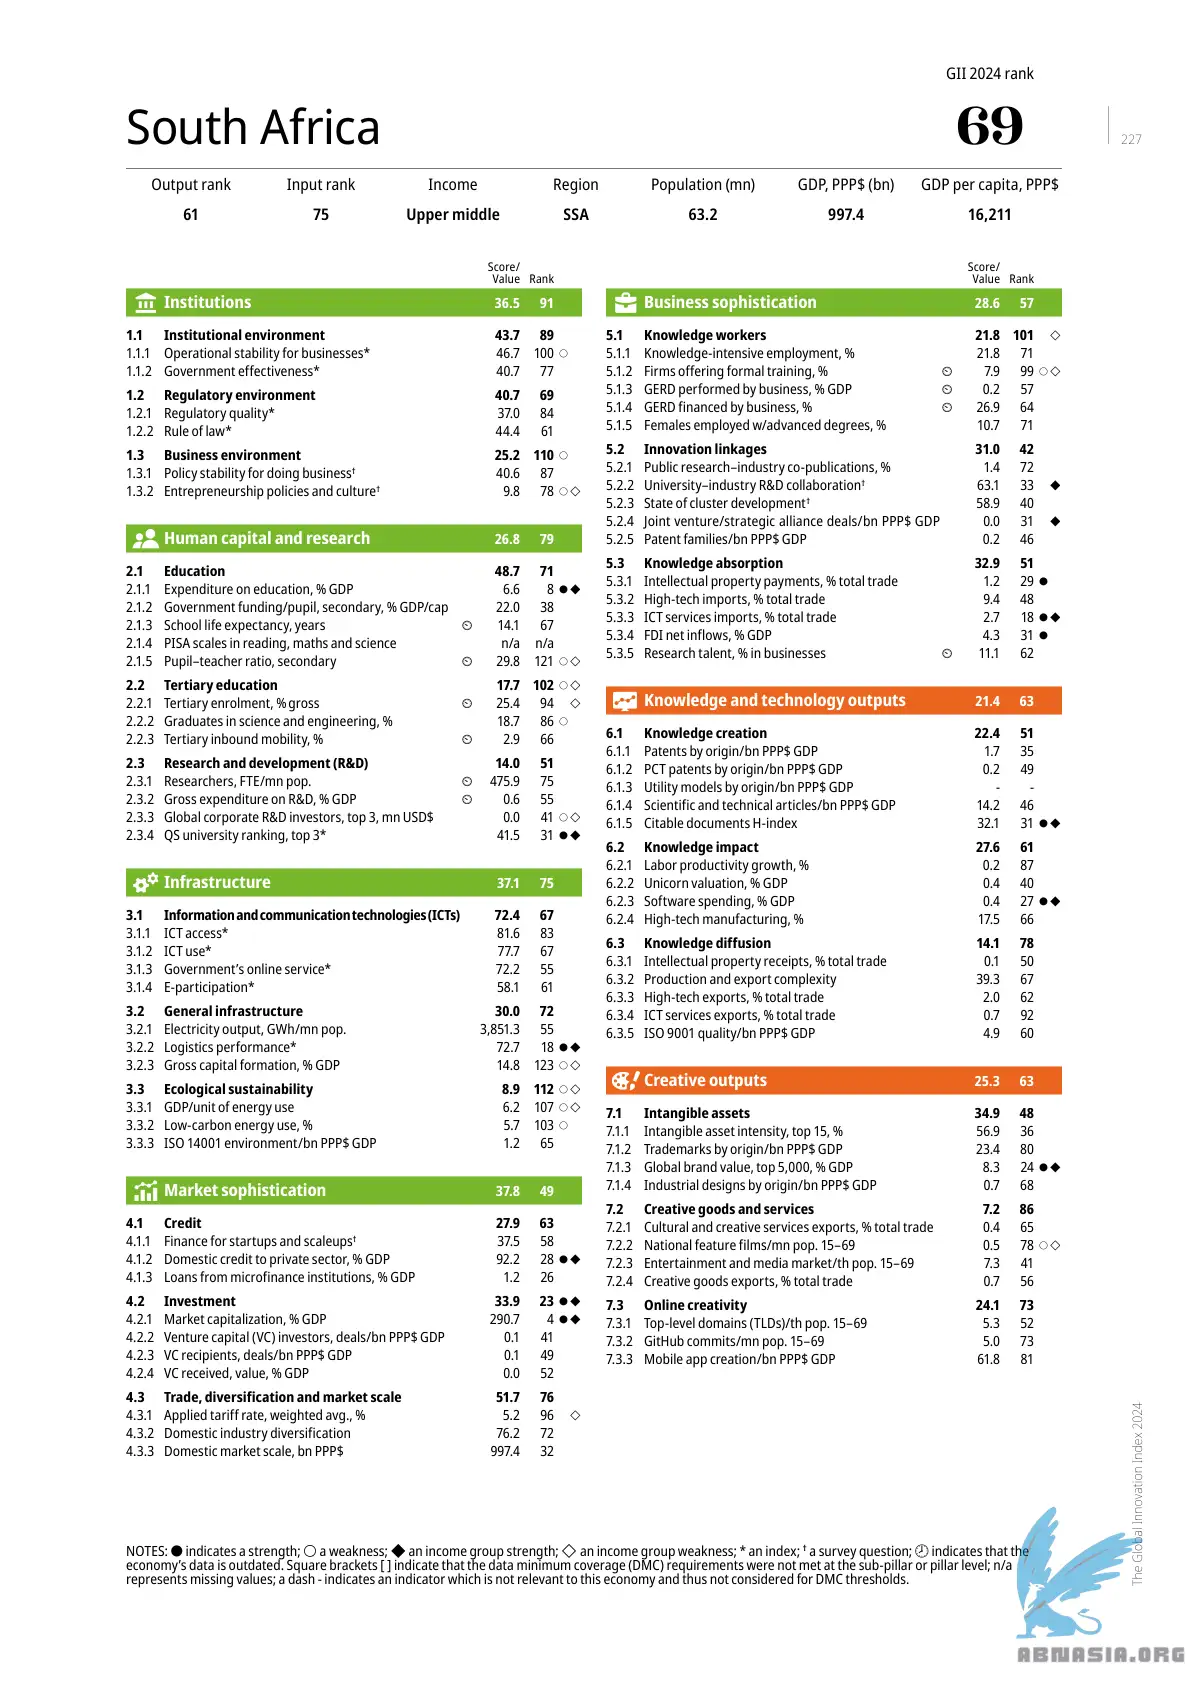 GII 2024 rank
South Africa
69
227
Output rank Input rank Income Region Population (mn) GDP, PPP$ (bn) GDP per capita, PPP$
61 75 Upper middle SSA 63.2 997.4 16,211
Score/
Value Rank
Institutions 36.5 91
1.1 Institutional environment 43.7 89
1.1.1 Operational stability for businesses* 46.7 100 ○
1.1.2 Government effectiveness* 40.7 77
1.2 Regulatory environment 40.7 69
1.2.1 Regulatory quality* 37.0 84
1.2.2 Rule of law* 44.4 61
1.3 Business environment 25.2 110 ○
1.3.1 Policy stability for doing business† 40.6 87
1.3.2 Entrepreneurship policies and culture† 9.8 78 ○◇
Human capital and research 26.8 79
2.1 Education 48.7 71
2.1.1 Expenditure on education, % GDP 6.6 8 ●◆
2.1.2 Government funding/pupil, secondary, % GDP/cap 22.0 38
2.1.3 School life expectancy, years 14.1 67
2.1.4 PISA scales in reading, maths and science n/a n/a
2.1.5 Pupil–teacher ratio, secondary 29.8 121 ○◇
2.2 Tertiary education 17.7 102 ○◇
2.2.1 Tertiary enrolment, % gross 25.4 94 ◇
2.2.2 Graduates in science and engineering, % 18.7 86 ○
2.2.3 Tertiary inbound mobility, % 2.9 66
2.3 Research and development (R&D) 14.0 51
2.3.1 Researchers, FTE/mn pop. 475.9 75
2.3.2 Gross expenditure on R&D, % GDP 0.6 55
2.3.3 Global corporate R&D investors, top 3, mn USD$ 0.0 41 ○◇
2.3.4 QS university ranking, top 3* 41.5 31 ●◆
Infrastructure 37.1 75
3.1 Information and communication technologies (ICTs) 72.4 67
3.1.1 ICT access* 81.6 83
3.1.2 ICT use* 77.7 67
3.1.3 Government's online service* 72.2 55
3.1.4 E-participation* 58.1 61
3.2 General infrastructure 30.0 72
3.2.1 Electricity output, GWh/mn pop. 3,851.3 55
3.2.2 Logistics performance* 72.7 18 ●◆
3.2.3 Gross capital formation, % GDP 14.8 123 ○◇
3.3 Ecological sustainability 8.9 112 ○◇
3.3.1 GDP/unit of energy use 6.2 107 ○◇
3.3.2 Low-carbon energy use, % 5.7 103 ○
3.3.3 ISO 14001 environment/bn PPP$ GDP 1.2 65
Market sophistication 37.8 49
4.1 Credit 27.9 63
4.1.1 Finance for startups and scaleups† 37.5 58
4.1.2 Domestic credit to private sector, % GDP 92.2 28 ●◆
4.1.3 Loans from microfinance institutions, % GDP 1.2 26
4.2 Investment 33.9 23 ●◆
4.2.1 Market capitalization, % GDP 290.7 4 ●◆
4.2.2 Venture capital (VC) investors, deals/bn PPP$ GDP 0.1 41
4.2.3 VC recipients, deals/bn PPP$ GDP 0.1 49
4.2.4 VC received, value, % GDP 0.0 52
4.3 Trade, diversification and market scale 51.7 76
4.3.1 Applied tariff rate, weighted avg., % 5.2 96 ◇
4.3.2 Domestic industry diversification 76.2 72
4.3.3 Domestic market scale, bn PPP$ 997.4 32
Score/
Value Rank
Business sophistication 28.6 57
5.1 Knowledge workers 21.8 101 ◇
5.1.1 Knowledge-intensive employment, % 21.8 71
5.1.2 Firms offering formal training, % 7.9 99 ○◇
5.1.3 GERD performed by business, % GDP 0.2 57
5.1.4 GERD financed by business, % 26.9 64
5.1.5 Females employed w/advanced degrees, % 10.7 71
5.2 Innovation linkages 31.0 42
5.2.1 Public research–industry co-publications, % 1.4 72
5.2.2 University–industry R&D collaboration† 63.1 33 ◆
5.2.3 State of cluster development† 58.9 40
5.2.4 Joint venture/strategic alliance deals/bn PPP$ GDP 0.0 31 ◆
5.2.5 Patent families/bn PPP$ GDP 0.2 46
5.3 Knowledge absorption 32.9 51
5.3.1 Intellectual property payments, % total trade 1.2 29 ●
5.3.2 High-tech imports, % total trade 9.4 48
5.3.3 ICT services imports, % total trade 2.7 18 ●◆
5.3.4 FDI net inflows, % GDP 4.3 31 ●
5.3.5 Research talent, % in businesses 11.1 62
Knowledge and technology outputs 21.4 63
6.1 Knowledge creation 22.4 51
6.1.1 Patents by origin/bn PPP$ GDP 1.7 35
6.1.2 PCT patents by origin/bn PPP$ GDP 0.2 49
6.1.3 Utility models by origin/bn PPP$ GDP - -
6.1.4 Scientific and technical articles/bn PPP$ GDP 14.2 46
6.1.5 Citable documents H-index 32.1 31 ●◆
6.2 Knowledge impact 27.6 61
6.2.1 Labor productivity growth, % 0.2 87
6.2.2 Unicorn valuation, % GDP 0.4 40
6.2.3 Software spending, % GDP 0.4 27 ●◆
6.2.4 High-tech manufacturing, % 17.5 66
6.3 Knowledge diffusion 14.1 78
6.3.1 Intellectual property receipts, % total trade 0.1 50
6.3.2 Production and export complexity 39.3 67
6.3.3 High-tech exports, % total trade 2.0 62
6.3.4 ICT services exports, % total trade 0.7 92
6.3.5 ISO 9001 quality/bn PPP$ GDP 4.9 60
Creative outputs 25.3 63
7.1 Intangible assets 34.9 48
7.1.1 Intangible asset intensity, top 15, % 56.9 36
7.1.2 Trademarks by origin/bn PPP$ GDP 23.4 80
7.1.3 Global brand value, top 5,000, % GDP 8.3 24 ●◆
7.1.4 Industrial designs by origin/bn PPP$ GDP 0.7 68
7.2 Creative goods and services 7.2 86
7.2.1 Cultural and creative services exports, % total trade 0.4 65
7.2.2 National feature films/mn pop. 15–69 0.5 78 ○◇
7.2.3 Entertainment and media market/th pop. 15–69 7.3 41
7.2.4 Creative goods exports, % total trade 0.7 56
7.3 Online creativity 24.1 73
7.3.1 Top-level domains (TLDs)/th pop. 15–69 5.3 52
7.3.2 GitHub commits/mn pop. 15–69 5.0 73
7.3.3 Mobile app creation/bn PPP$ GDP 61.8 81
The Global Innovation Index 2024
NOTES: ● indicates a strength; ○ a weakness; ◆ an income group strength; ◇ an income group weakness; * an index; † a survey question; 🕘 indicates that the
economy's data is outdated. Square brackets [ ] indicate that the data minimum coverage (DMC) requirements were not met at the sub-pillar or pillar level; n/a
represents missing values; a dash - indicates an indicator which is not relevant to this economy and thus not considered for DMC thresholds.
ABNASIA.ORG